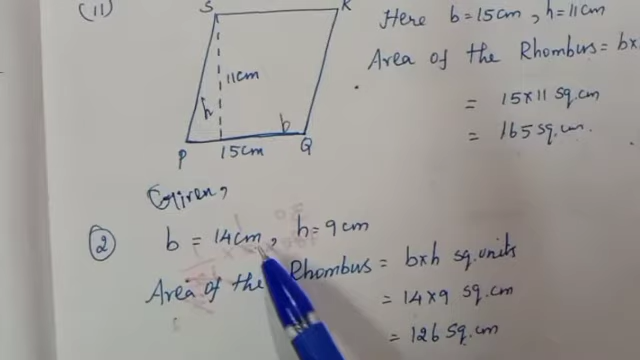 (11)
S R
Here b = 15cm, h = 11cm
Area of the Rhombus = b×
11cm
h
= 15×11 sq.cm
b
= 165 sq.cm.
P 15cm Q
Given,
② b = 14cm, h = 9cm
Area of the Rhombus = b×h sq.units
= 14×9 sq.cm
= 126 sq.cm